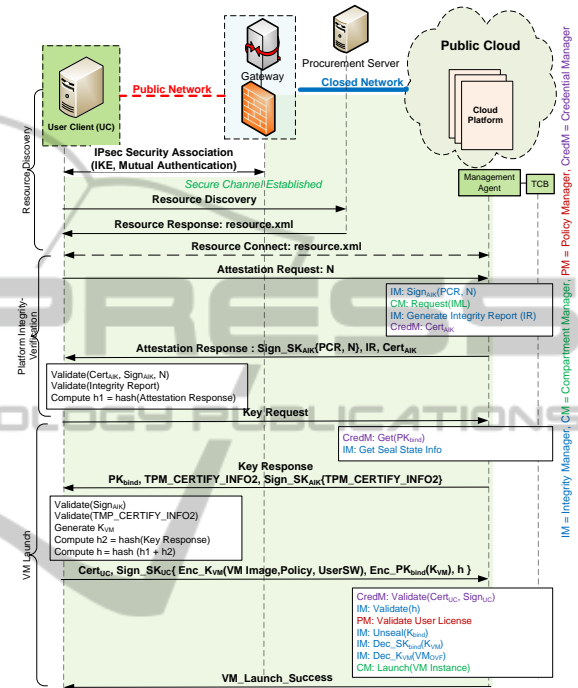 Procurement Server
Public Cloud
Gateway
Public Network
Closed Network
Cloud
Platform
User Client (UC)
Resource Discovery
IPsec Security Association
(IKE, Mutual Authentication)
Secure Channel Established
Management
Agent
TCB
Resource Discovery
Resource Response: resource.xml
Resource Connect: resource.xml
Platform Integrity-
Verification
Attestation Request: N
IM: Sign_AIK(PCR, N)
CM: Request(IML)
IM: Generate Integrity Report (IR)
CredM: Cert_AIK
Attestation Response : Sign_SK_AIK{PCR, N}, IR, Cert_AIK
Validate(Cert_AIK, Sign_AIK, N)
Validate(Integrity Report)
Compute h1 = hash(Attestation Response)
Key Request
CredM: Get(PK_bind)
IM: Get Seal State Info
VM Launch
Key Response
PK_bind, TPM_CERTIFY_INFO2, Sign_SK_AIK{TPM_CERTIFY_INFO2}
Validate(Sign_AIK)
Validate(TMP_CERTIFY_INFO2)
Generate K_VM
Compute h2 = hash(Key Response)
Compute h = hash (h1 + h2)
Cert_UC, Sign_SK_UC{ Enc_K_VM(VM Image,Policy, UserSW), Enc_PK_bind(K_VM), h }
CredM: Validate(Cert_UC, Sign_UC)
IM: Validate(h)
PM: Validate User License
IM: Unseal(K_bind)
IM: Dec_SK_bind(K_VM)
IM: Dec_K_VM(VM_OVF)
CM: Launch(VM Instance)
VM_Launch_Success
IM = Integrity Manager, CM = Compartment Manager, PM = Policy Manager, CredM = Credential Manager
PRESS
OLOGY PUBLICATIONS